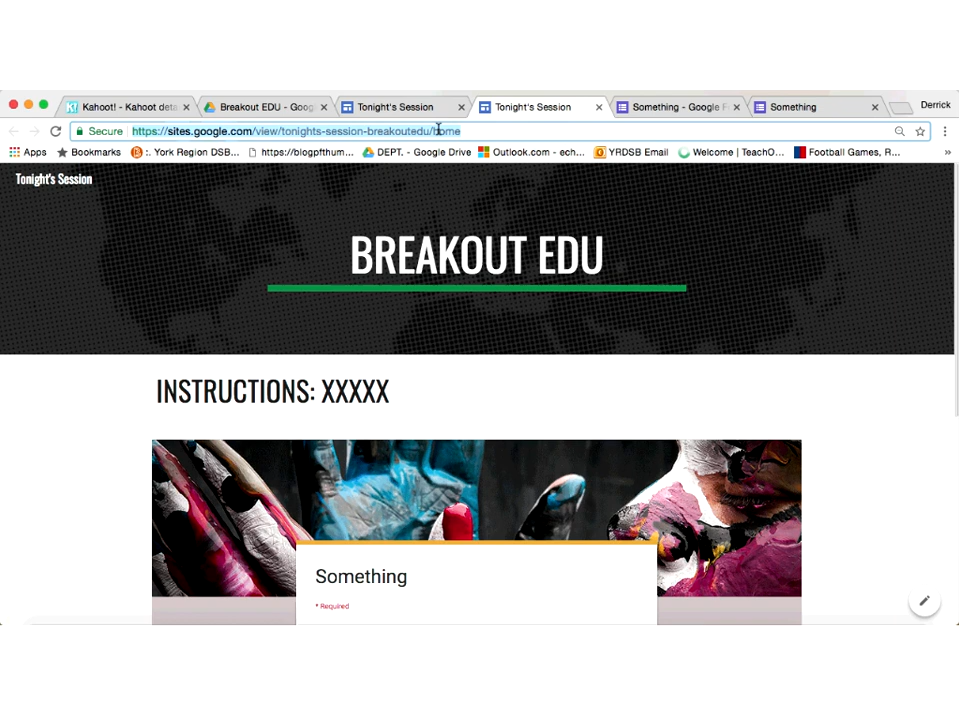 Kahoot! - Kahoot deta
Breakout EDU - Goog
Tonight's Session
Tonight's Session
Something - Google F
Something
Derrick
Secure
https://sites.google.com/view/tonights-session-breakoutedu/home
Apps
Bookmarks
:. York Region DSB...
https://blogpfthum...
DEPT. - Google Drive
Outlook.com - ech...
YRDSB Email
Welcome | TeachO...
Football Games, R...
»
Tonight's Session
BREAKOUT EDU
INSTRUCTIONS: XXXXX
Something
* Required